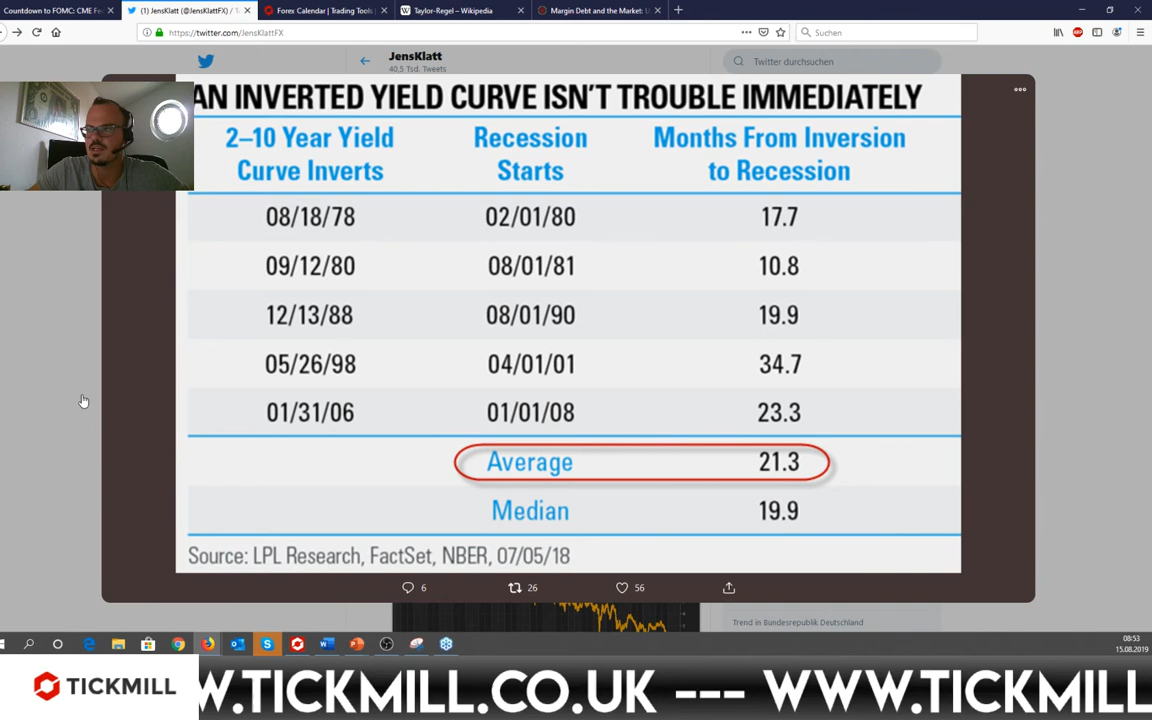 Countdown to FOMC: CME Fe
(1) JensKlatt (@JensKlattFX) / T
Forex Calendar | Trading Tools |
Taylor-Regel – Wikipedia
Margin Debt and the Market: U
https://twitter.com/JensKlattFX
Suchen
JensKlatt
40,5 Tsd. Tweets
Twitter durchsuchen
AN INVERTED YIELD CURVE ISN'T TROUBLE IMMEDIATELY
2–10 Year Yield Curve Inverts
Recession Starts
Months From Inversion to Recession
08/18/78 02/01/80 17.7
09/12/80 08/01/81 10.8
12/13/88 08/01/90 19.9
05/26/98 04/01/01 34.7
01/31/06 01/01/08 23.3
Average 21.3
Median 19.9
Source: LPL Research, FactSet, NBER, 07/05/18
6 26 56
Trend in Bundesrepublik Deutschland
08:53
15.08.2019
TICKMILL
W.TICKMILL.CO.UK --- WWW.TICKMILL